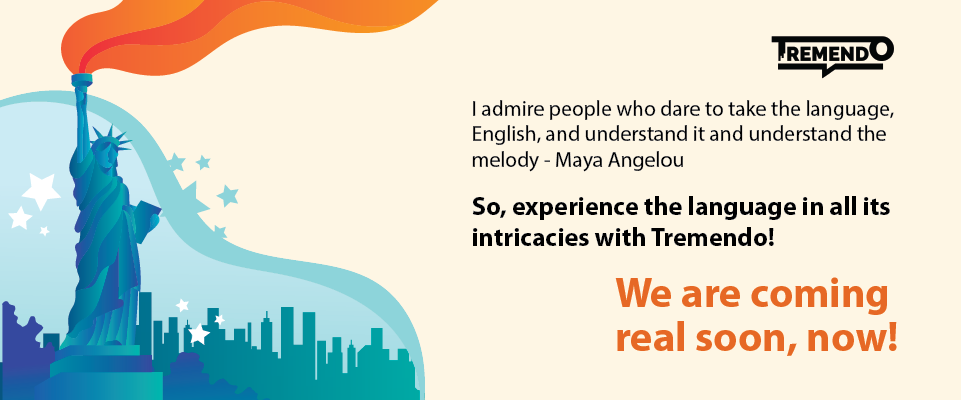 TREMENDO
I admire people who dare to take the language,
English, and understand it and understand the
melody - Maya Angelou
So, experience the language in all its
intricacies with Tremendo!
We are coming
real soon, now!